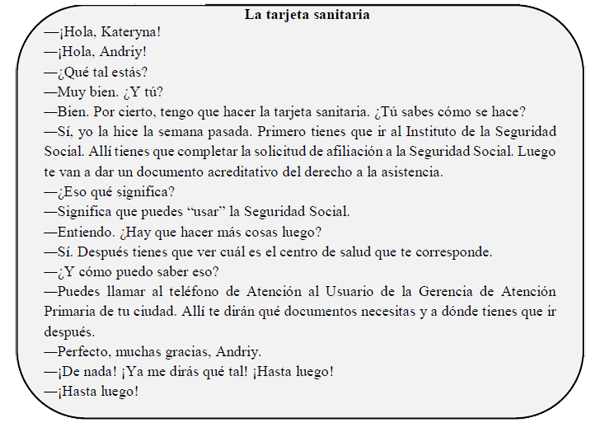 La tarjeta sanitaria
—¡Hola, Kateryna!
—¡Hola, Andriy!
—¿Qué tal estás?
—Muy bien. ¿Y tú?
—Bien. Por cierto, tengo que hacer la tarjeta sanitaria. ¿Tú sabes cómo se hace?
—Sí, yo la hice la semana pasada. Primero tienes que ir al Instituto de la Seguridad
Social. Allí tienes que completar la solicitud de afiliación a la Seguridad Social. Luego
te van a dar un documento acreditativo del derecho a la asistencia.
—¿Eso qué significa?
—Significa que puedes “usar” la Seguridad Social.
—Entiendo. ¿Hay que hacer más cosas luego?
—Sí. Después tienes que ver cuál es el centro de salud que te corresponde.
—¿Y cómo puedo saber eso?
—Puedes llamar al teléfono de Atención al Usuario de la Gerencia de Atención
Primaria de tu ciudad. Allí te dirán qué documentos necesitas y a dónde tienes que ir
después.
—Perfecto, muchas gracias, Andriy.
—¡De nada! ¡Ya me dirás qué tal! ¡Hasta luego!
—¡Hasta luego!